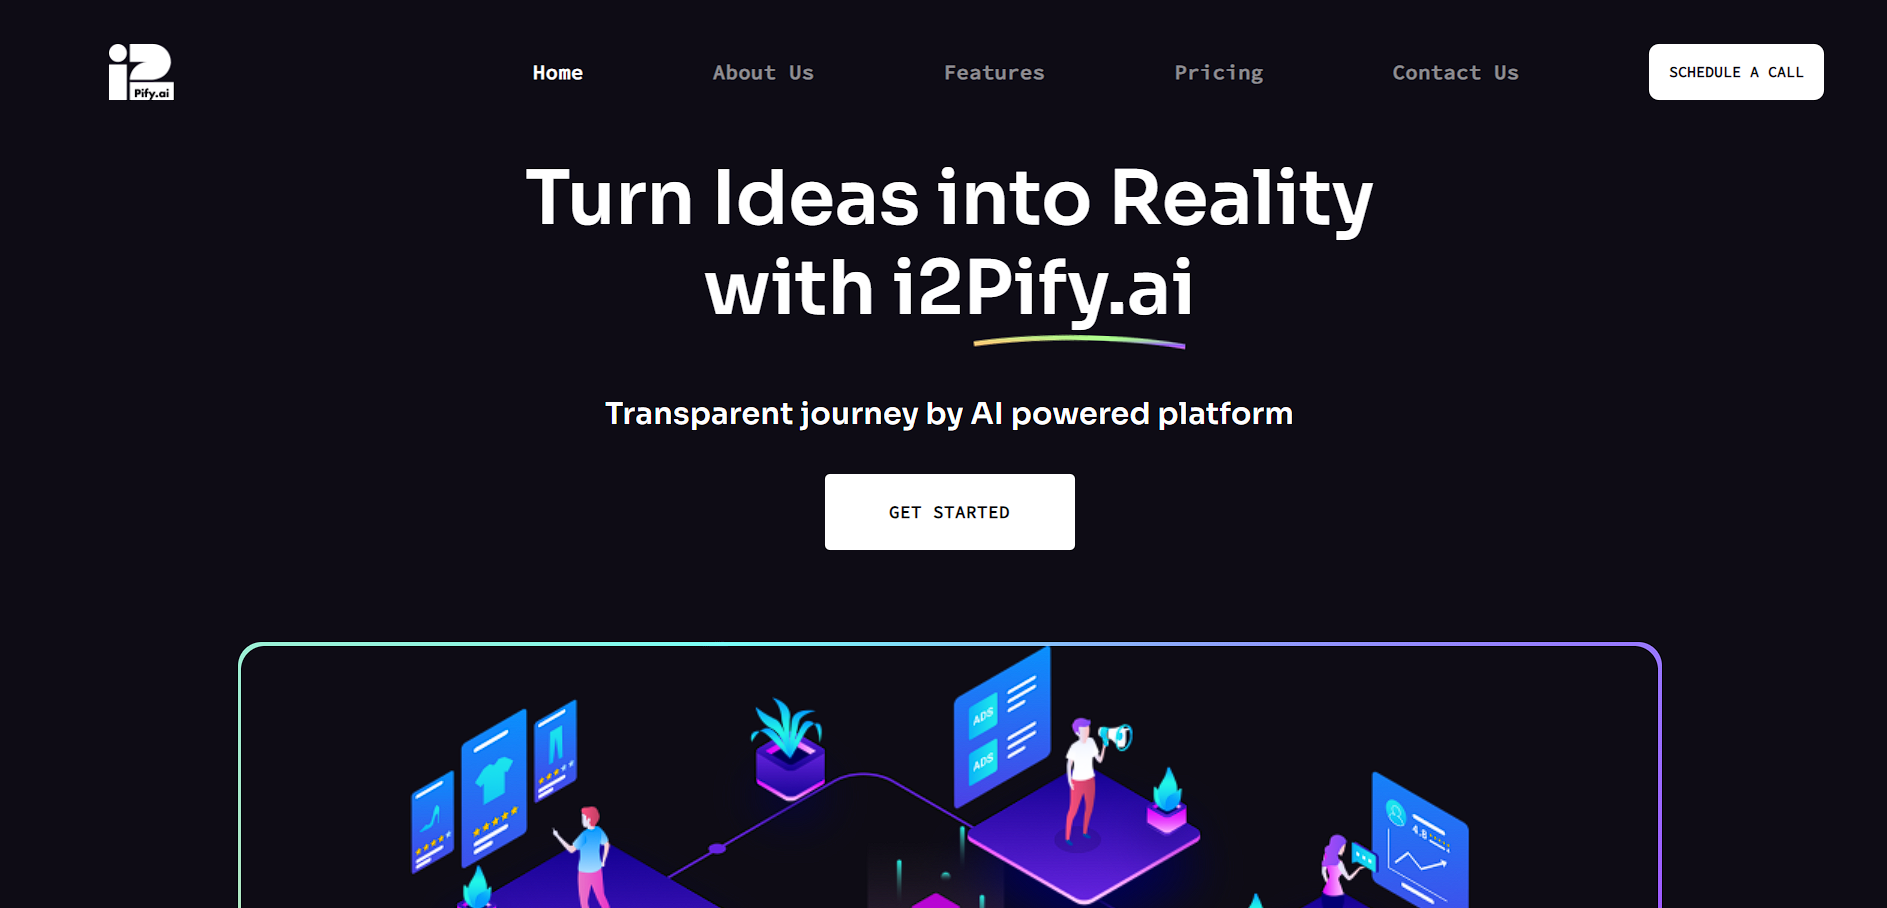 i2
Pify.ai
Home
About Us
Features
Pricing
Contact Us
SCHEDULE A CALL
Turn Ideas into Reality
with i2Pify.ai
Transparent journey by AI powered platform
GET STARTED
ADS
ADS
4.8